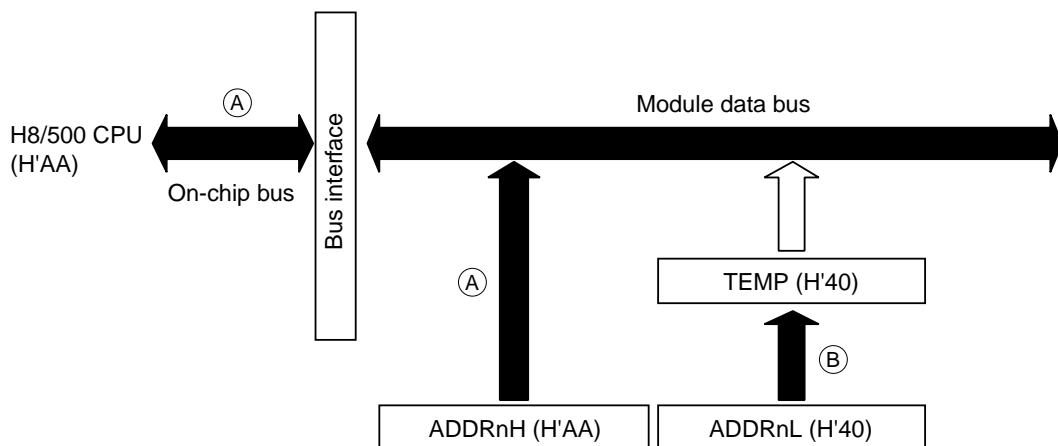 A
Module data bus
H8/500 CPU
(H'AA)
On-chip bus
Bus interface
A
TEMP (H'40)
B
ADDRnH (H'AA)
ADDRnL (H'40)